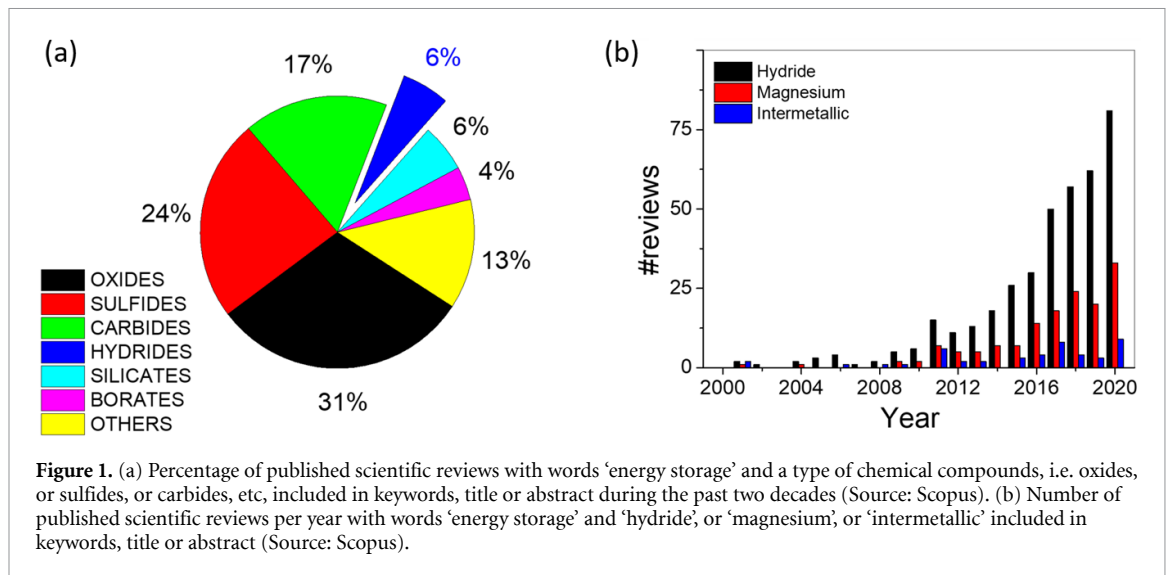 (a)
17%
6%
6%
4%
24%
13%
31%
OXIDES
SULFIDES
CARBIDES
HYDRIDES
SILICATES
BORATES
OTHERS
(b)
Hydride
Magnesium
Intermetallic
75
50
25
0
#reviews
2000 2004 2008 2012 2016 2020
Year
Figure 1. (a) Percentage of published scientific reviews with words ‘energy storage’ and a type of chemical compounds, i.e. oxides,
or sulfides, or carbides, etc, included in keywords, title or abstract during the past two decades (Source: Scopus). (b) Number of
published scientific reviews per year with words ‘energy storage’ and ‘hydride’, or ‘magnesium’, or ‘intermetallic’ included in
keywords, title or abstract (Source: Scopus).